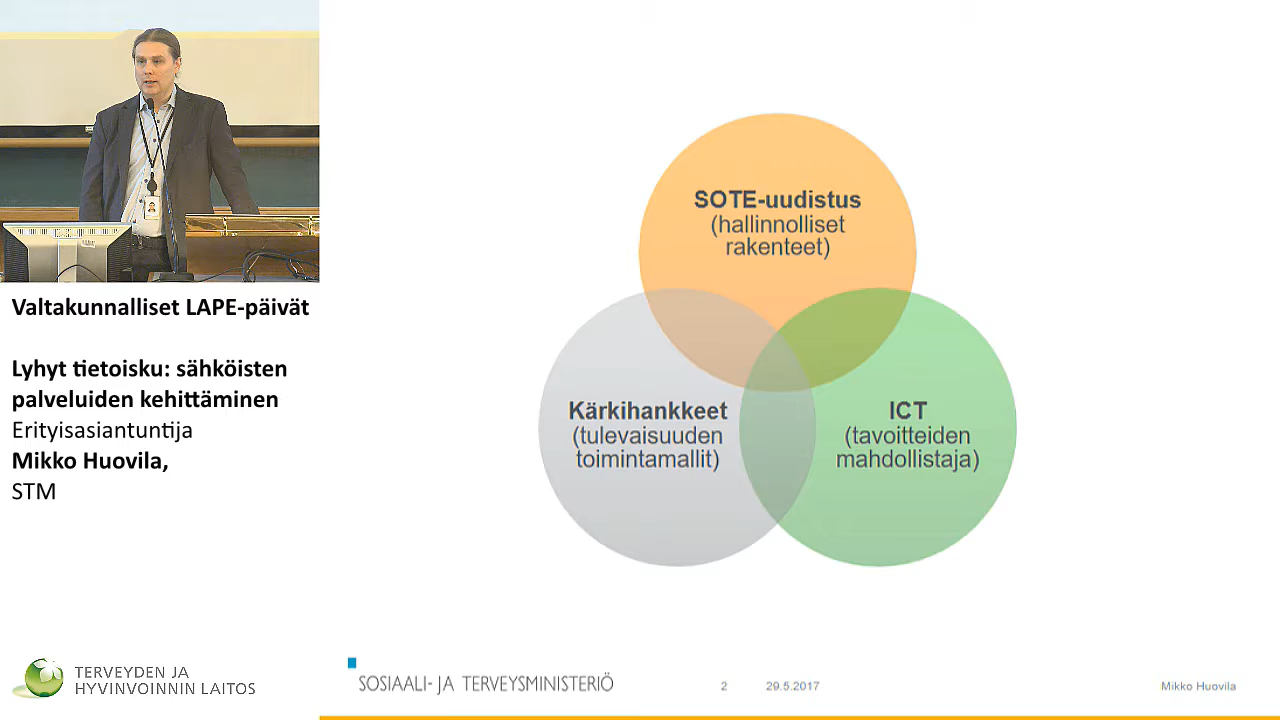 Valtakunnalliset LAPE-päivät
Lyhyt tietoisku: sähköisten
palveluiden kehittäminen
Erityisasiantuntija
Mikko Huovila,
STM
TERVEYDEN JA
HYVINVOINNIN LAITOS
SOTE-uudistus
(hallinnolliset
rakenteet)
Kärkihankkeet
(tulevaisuuden
toimintamallit)
ICT
(tavoitteiden
mahdollistaja)
SOSIAALI- JA TERVEYSMINISTERIÖ
2
29.5.2017
Mikko Huovila